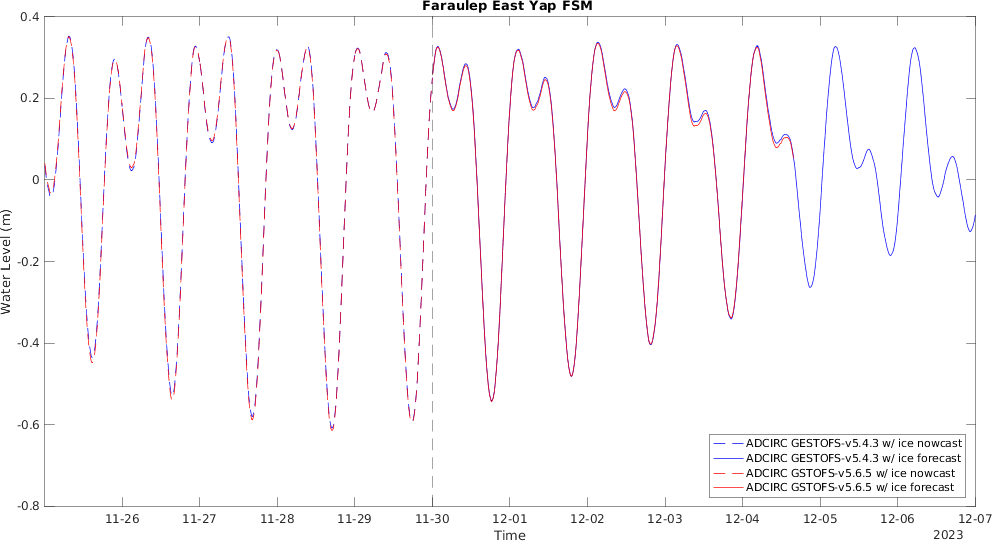 Faraulep East Yap FSM
0.4
0.2
0
-0.2
-0.4
-0.6
-0.8
Water Level (m)
ADCIRC GESTOFS-v5.4.3 w/ ice nowcast
ADCIRC GESTOFS-v5.4.3 w/ ice forecast
ADCIRC GSTOFS-v5.6.5 w/ ice nowcast
ADCIRC GSTOFS-v5.6.5 w/ ice forecast
11-26 11-27 11-28 11-29 11-30 12-01 12-02 12-03 12-04 12-05 12-06 12-07
Time
2023